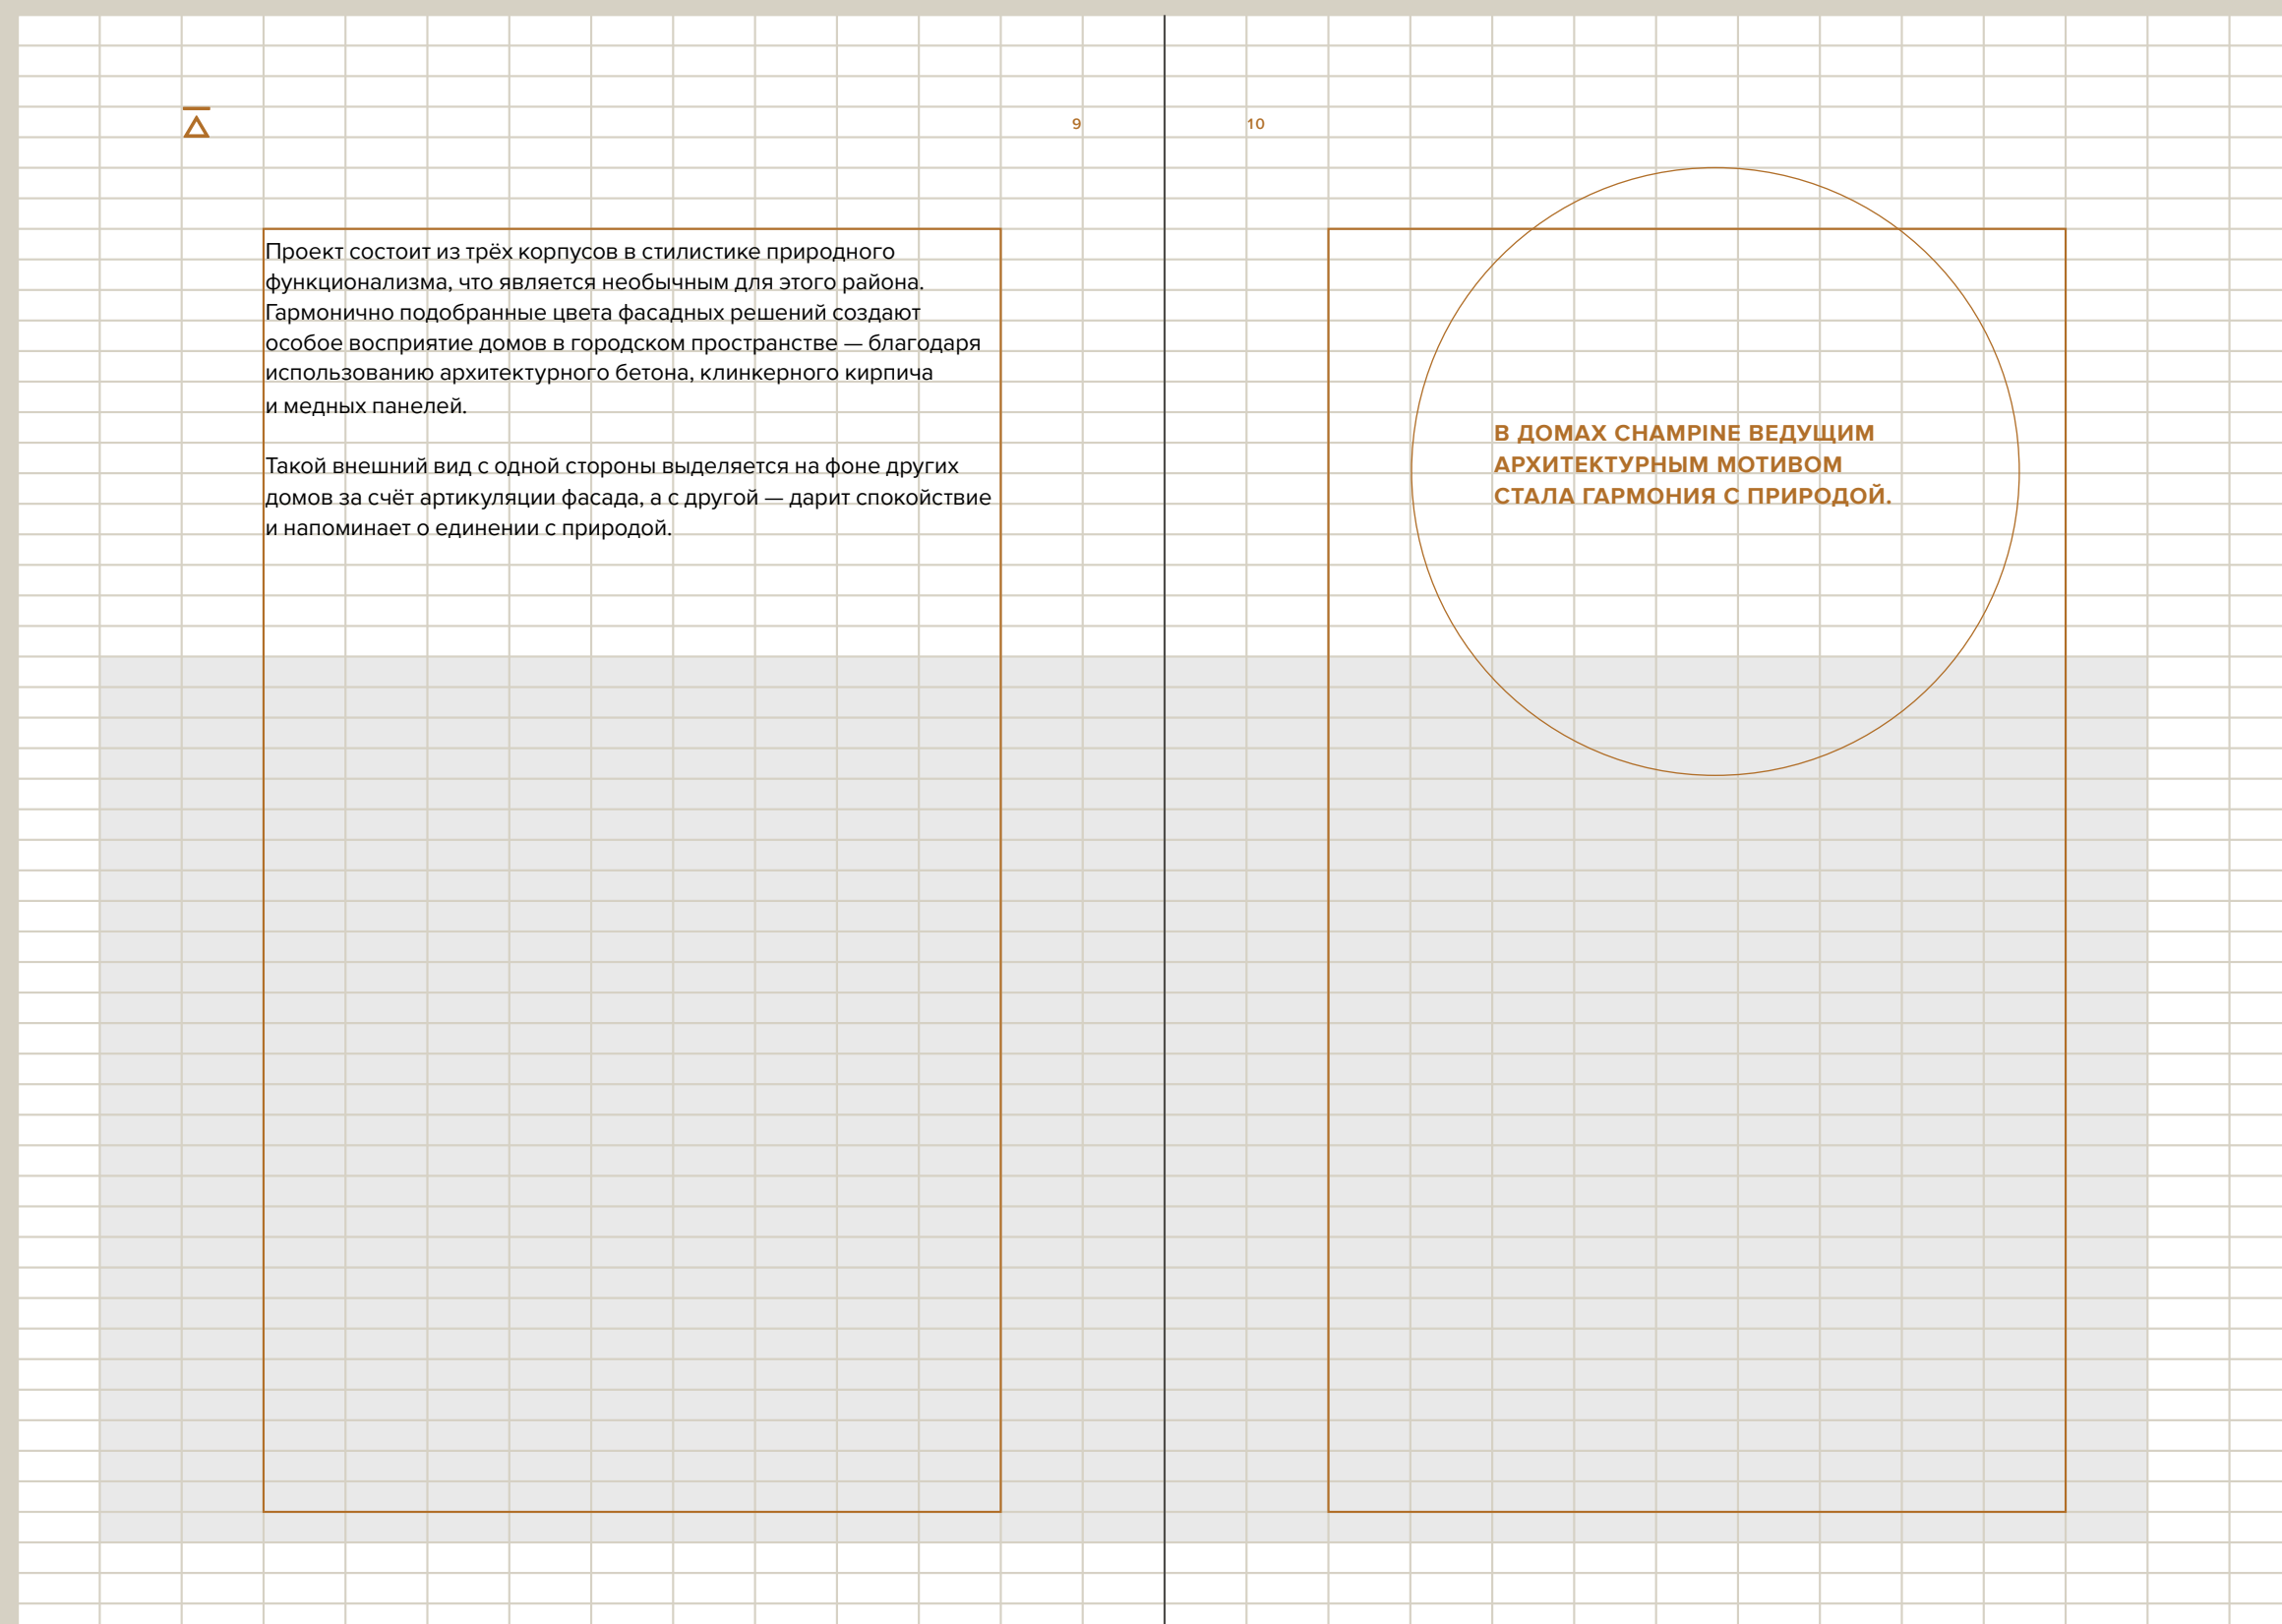 9
10
Проект состоит из трёх корпусов в стилистике природного
функционализма, что является необычным для этого района.
Гармонично подобранные цвета фасадных решений создают
особое восприятие домов в городском пространстве — благодаря
использованию архитектурного бетона, клинкерного кирпича
и медных панелей.
Такой внешний вид с одной стороны выделяется на фоне других
домов за счёт артикуляции фасада, а с другой — дарит спокойствие
и напоминает о единении с природой.
В ДОМАХ CHAMPINE ВЕДУЩИМ
АРХИТЕКТУРНЫМ МОТИВОМ
СТАЛА ГАРМОНИЯ С ПРИРОДОЙ.